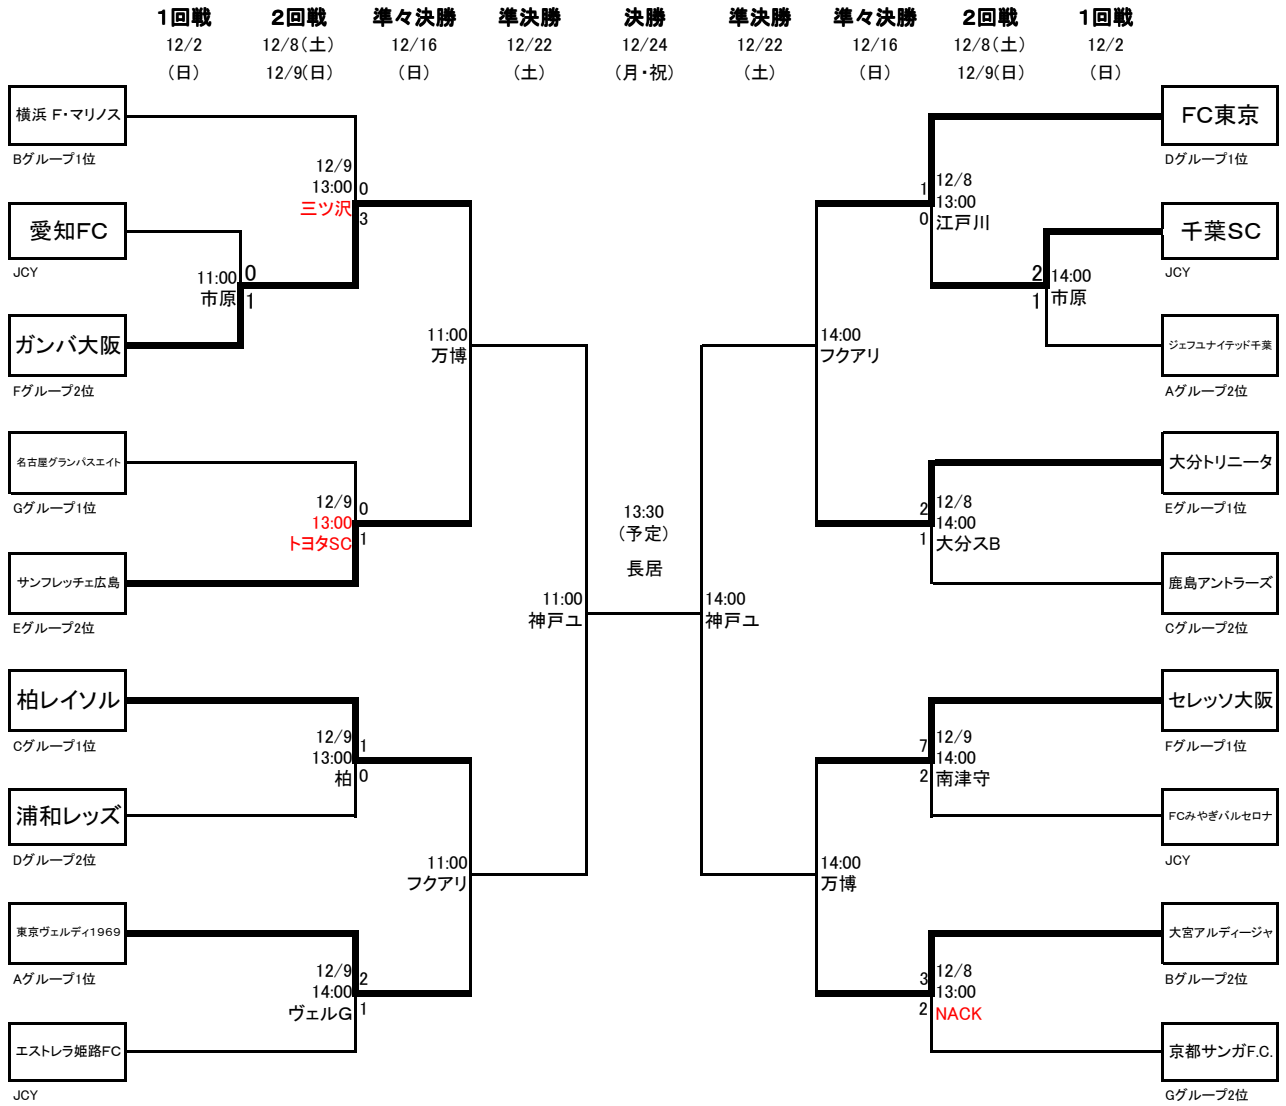 1回戦 2回戦 準々決勝 準決勝 決勝 準決勝 準々決勝 2回戦 1回戦
12/2 12/8(土) 12/16 12/22 12/24 12/22 12/16 12/8(土) 12/2
(日) 12/9(日) (日) (土) (月・祝) (土) (日) 12/9(日) (日)
横浜 F・マリノス
Bグループ1位
12/9
13:00 0
三ツ沢 3
愛知FC
JCY
11:00 0
市原 1
ガンバ大阪
Fグループ2位
11:00
万博
名古屋グランパスエイト
Gグループ1位
12/9 0
13:00
トヨタSC 1
サンフレッチェ広島
Eグループ2位
11:00
神戸ユ
柏レイソル
Cグループ1位
12/9 1
13:00
柏 0
浦和レッズ
Dグループ2位
11:00
フクアリ
東京ヴェルディ1969
Aグループ1位
12/9 2
14:00
ヴェルG 1
エストレラ姫路FC
JCY
13:30
(予定)
長居
FC東京
Dグループ1位
1 12/8
13:00
0 江戸川
千葉SC
JCY
2 14:00
1 市原
ジェフユナイテッド千葉
Aグループ2位
14:00
フクアリ
大分トリニータ
Eグループ1位
2 12/8
14:00
1 大分スB
鹿島アントラーズ
Cグループ2位
14:00
神戸ユ
セレッソ大阪
Fグループ1位
7 12/9
14:00
2 南津守
FCみやぎバルセロナ
JCY
14:00
万博
大宮アルディージャ
Bグループ2位
3 12/8
13:00
2 NACK
京都サンガF.C.
Gグループ2位